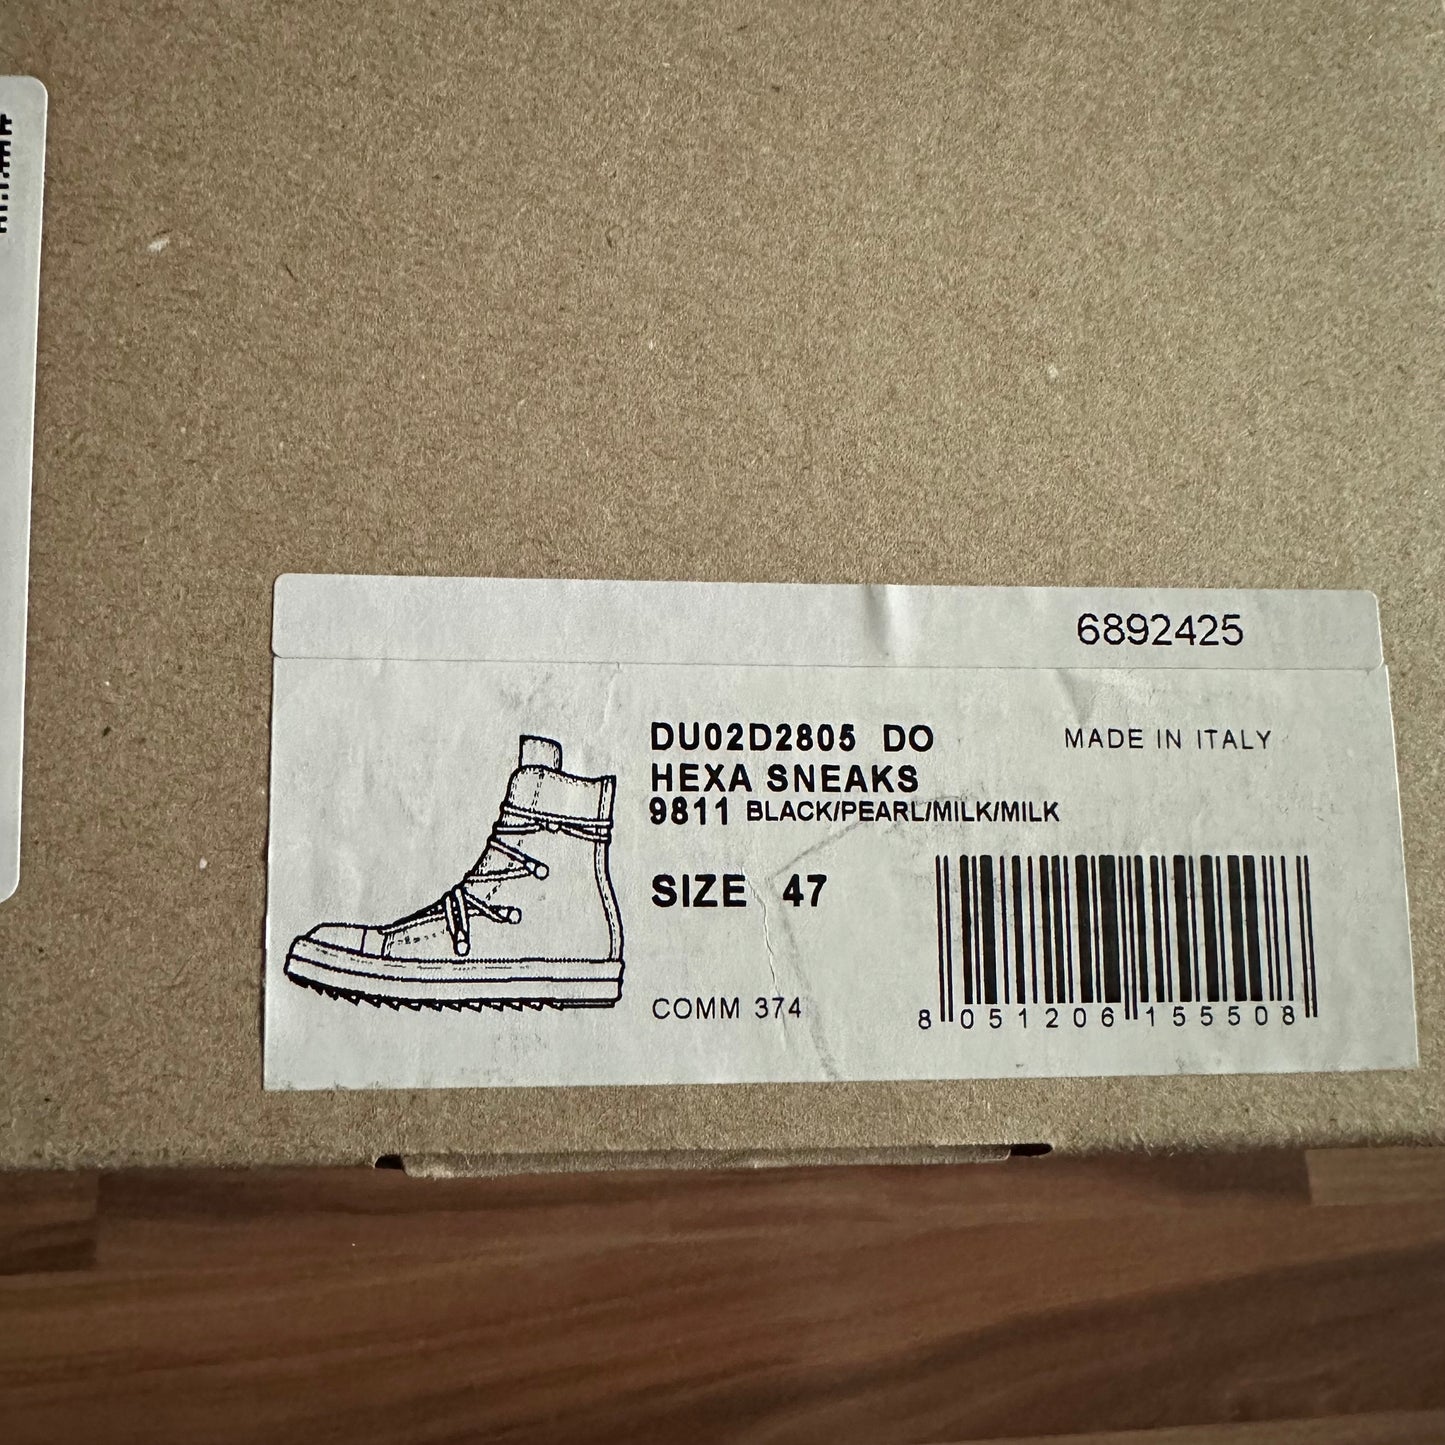 6892425
DU02D2805 DO
MADE IN ITALY
HEXA SNEAKS
9811 BLACK/PEARL/MILK/MILK
SIZE 47
COMM 374
8 051206 155508